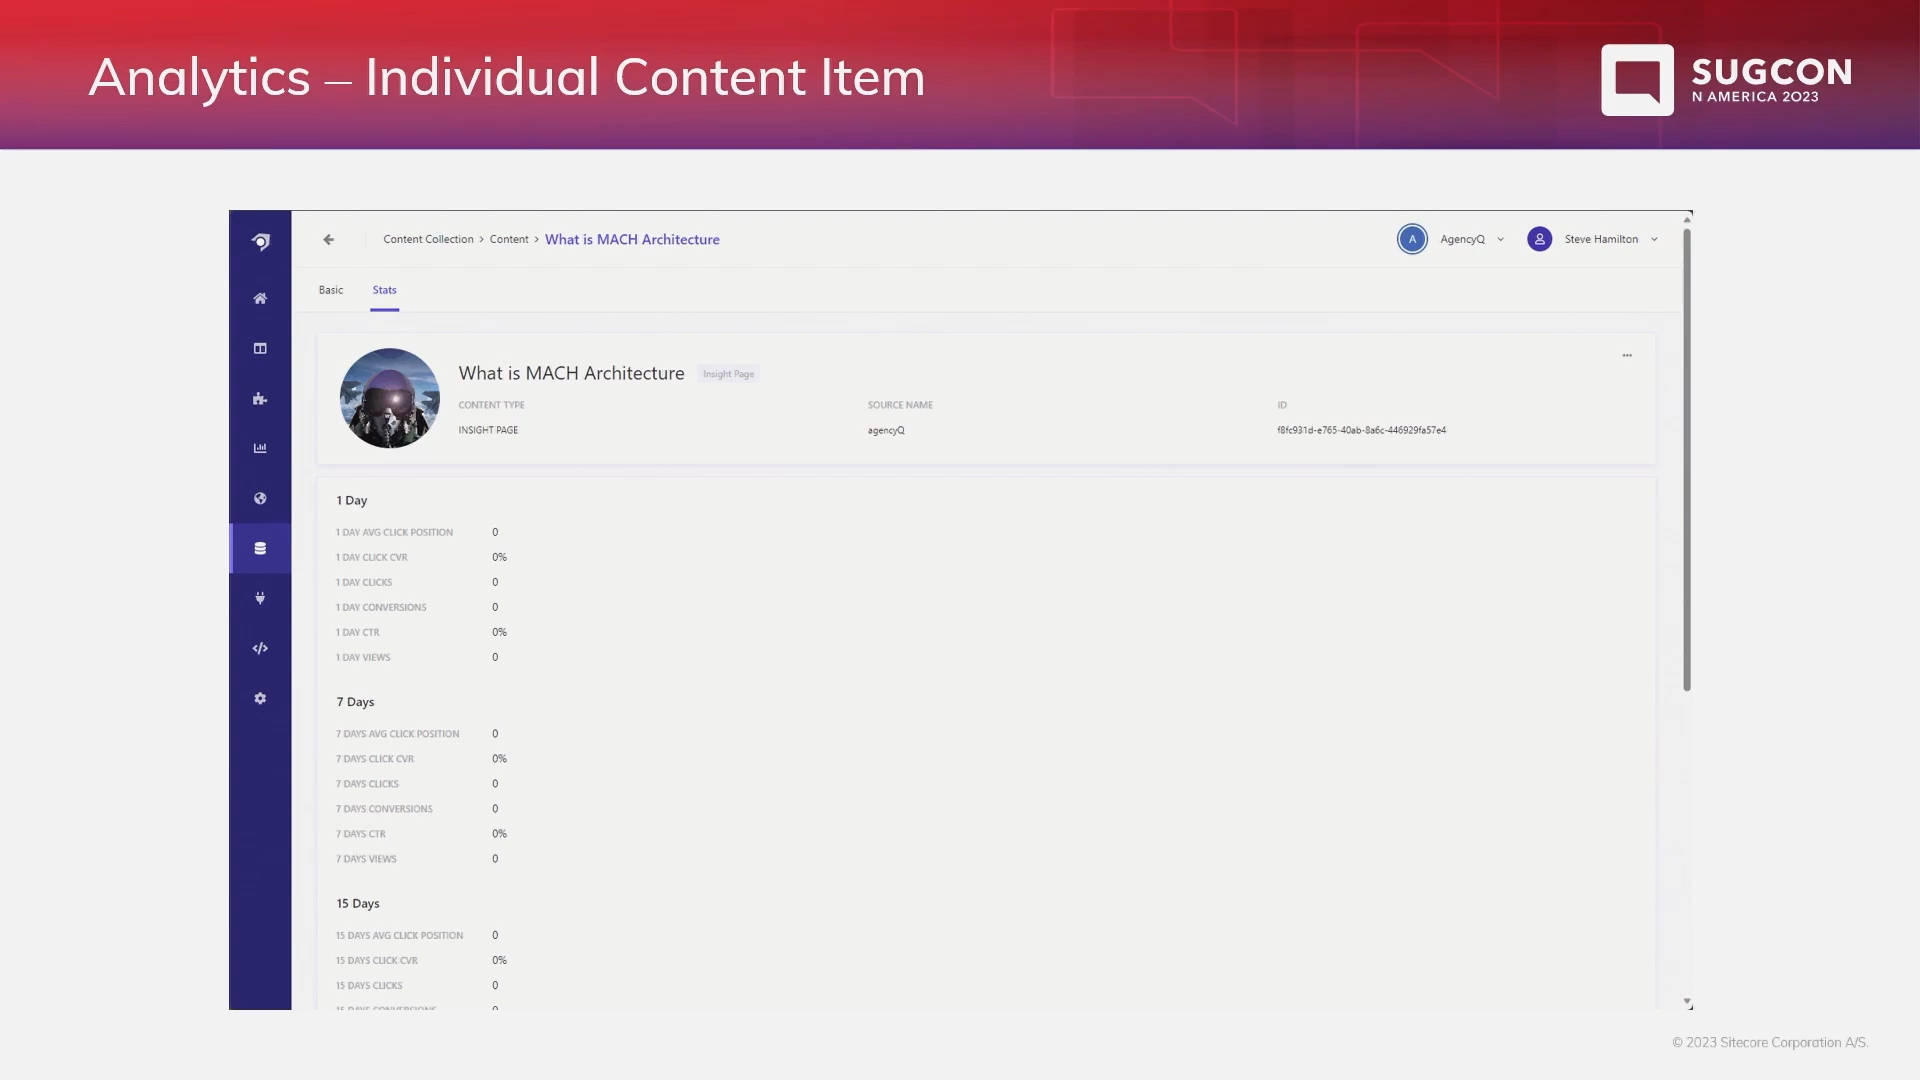 Analytics – Individual Content Item
SUGCON
N AMERICA 2023
Content Collection > Content > What is MACH Architecture
A AgencyQ
Steve Hamilton
Basic Stats
What is MACH Architecture Insight Page
CONTENT TYPE SOURCE NAME ID
INSIGHT PAGE agencyQ f8fc931d-e765-40ab-8a6c-446929fa57e4
1 Day
1 DAY AVG CLICK POSITION 0
1 DAY CLICK CVR 0%
1 DAY CLICKS 0
1 DAY CONVERSIONS 0
1 DAY CTR 0%
1 DAY VIEWS 0
7 Days
7 DAYS AVG CLICK POSITION 0
7 DAYS CLICK CVR 0%
7 DAYS CLICKS 0
7 DAYS CONVERSIONS 0
7 DAYS CTR 0%
7 DAYS VIEWS 0
15 Days
15 DAYS AVG CLICK POSITION 0
15 DAYS CLICK CVR 0%
15 DAYS CLICKS 0
15 DAYS CONVERSIONS 0
© 2023 Sitecore Corporation A/S.